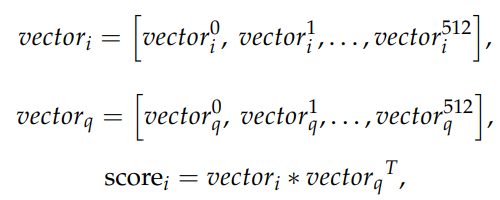 vector_i = [vector_i^0, vector_i^1, . . . , vector_i^512],
vector_q = [vector_q^0, vector_q^1, . . . , vector_q^512],
score_i = vector_i * vector_q^T,